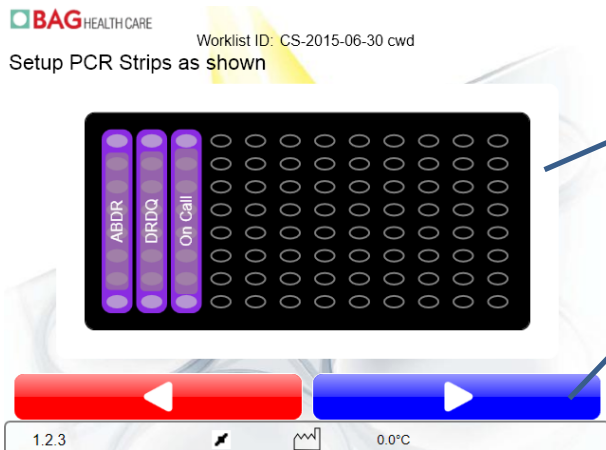 BAG HEALTH CARE
Worklist ID: CS-2015-06-30 cwd
Setup PCR Strips as shown
ABDR
DRDQ
On Call
1.2.3
0.0°C